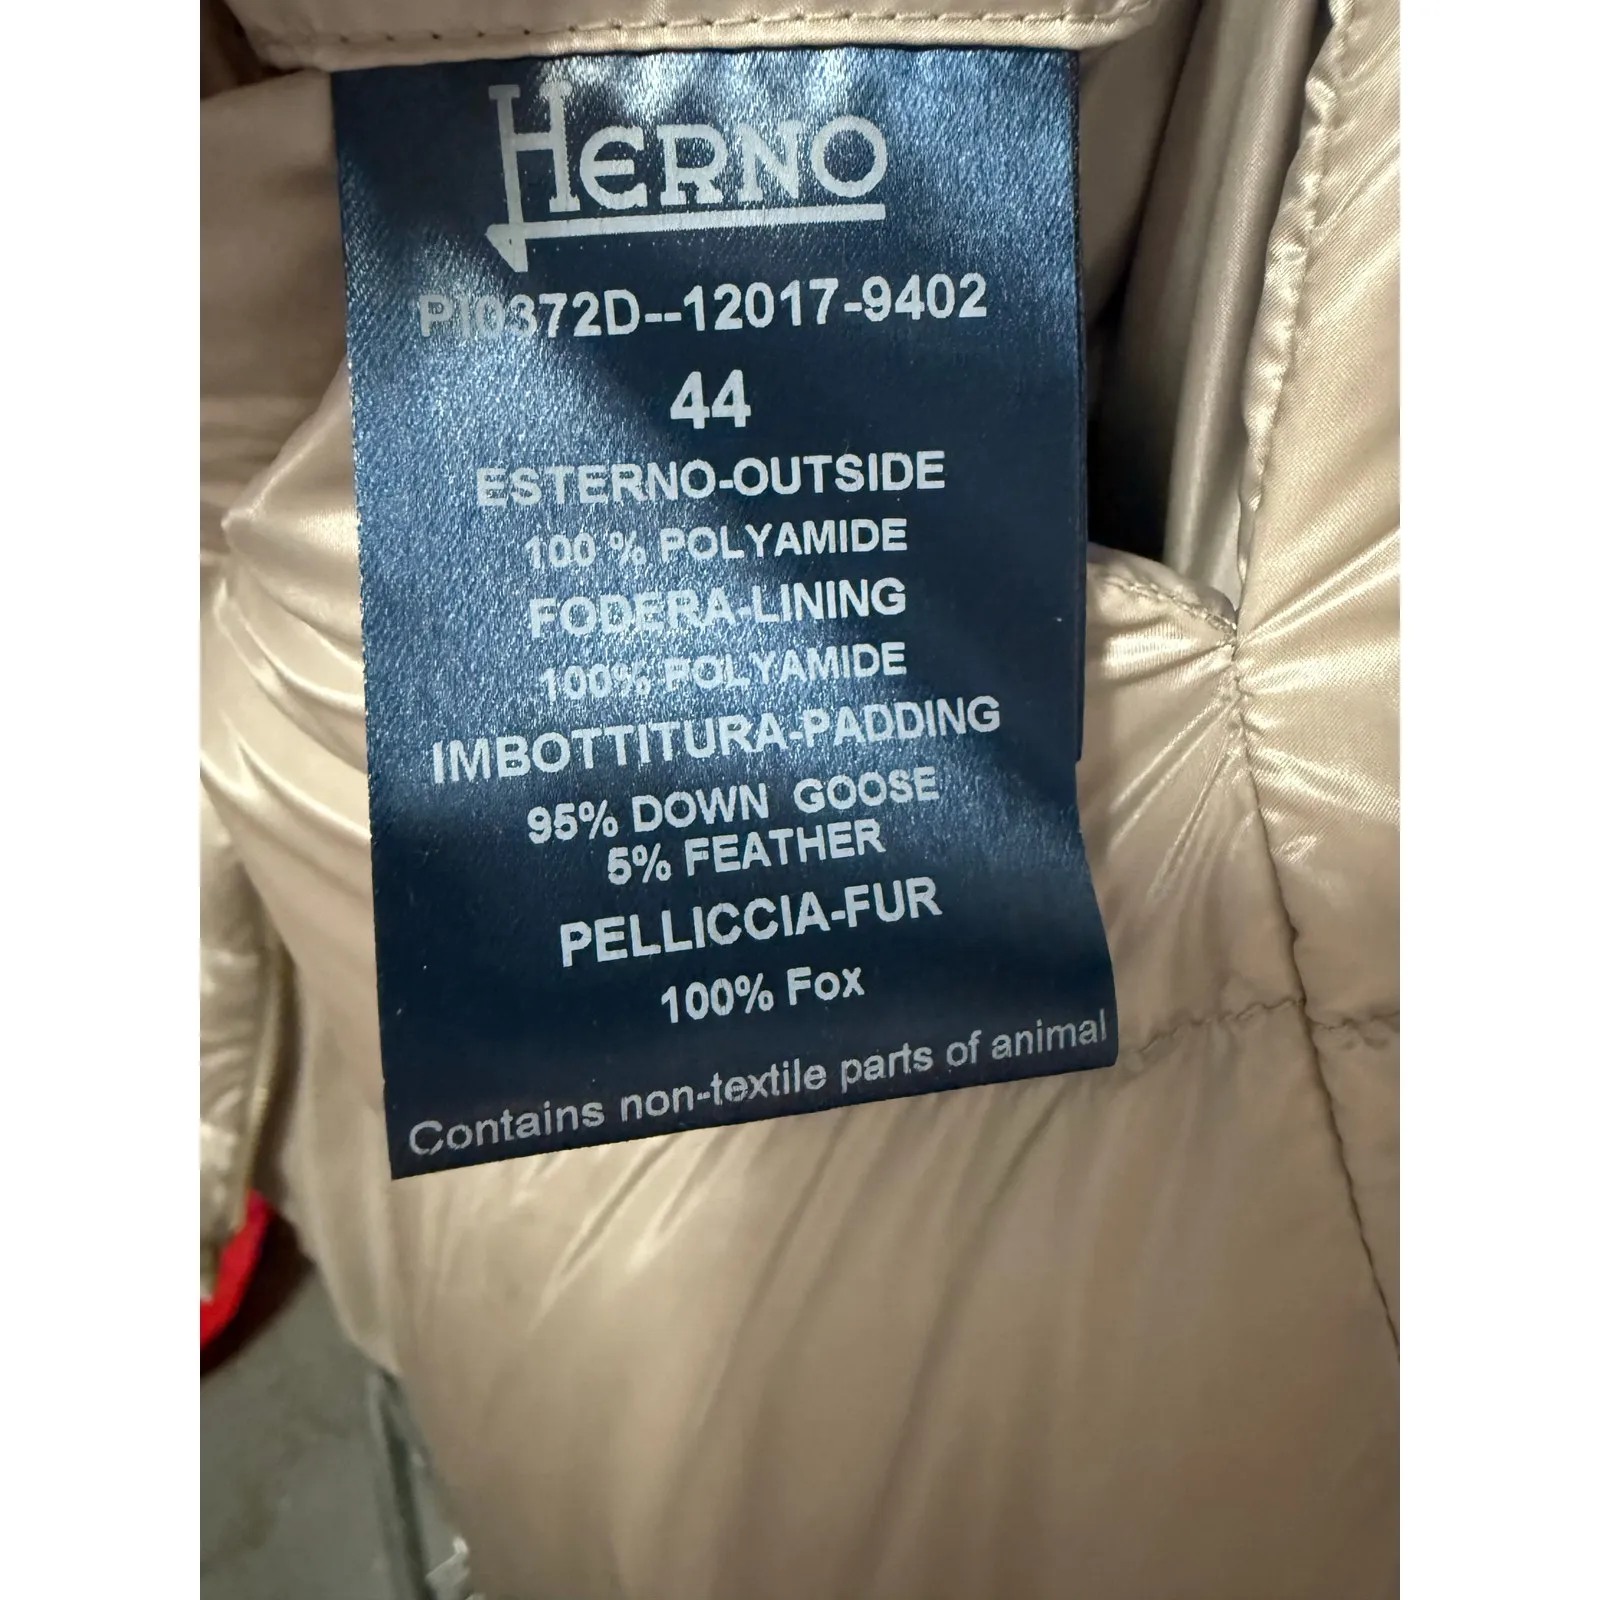 HERNO
PI0372D--12017-9402
44
ESTERNO-OUTSIDE
100 % POLYAMIDE
FODERA-LINING
100% POLYAMIDE
IMBOTTITURA-PADDING
95% DOWN GOOSE
5% FEATHER
PELLICCIA-FUR
100% Fox
Contains non-textile parts of animal